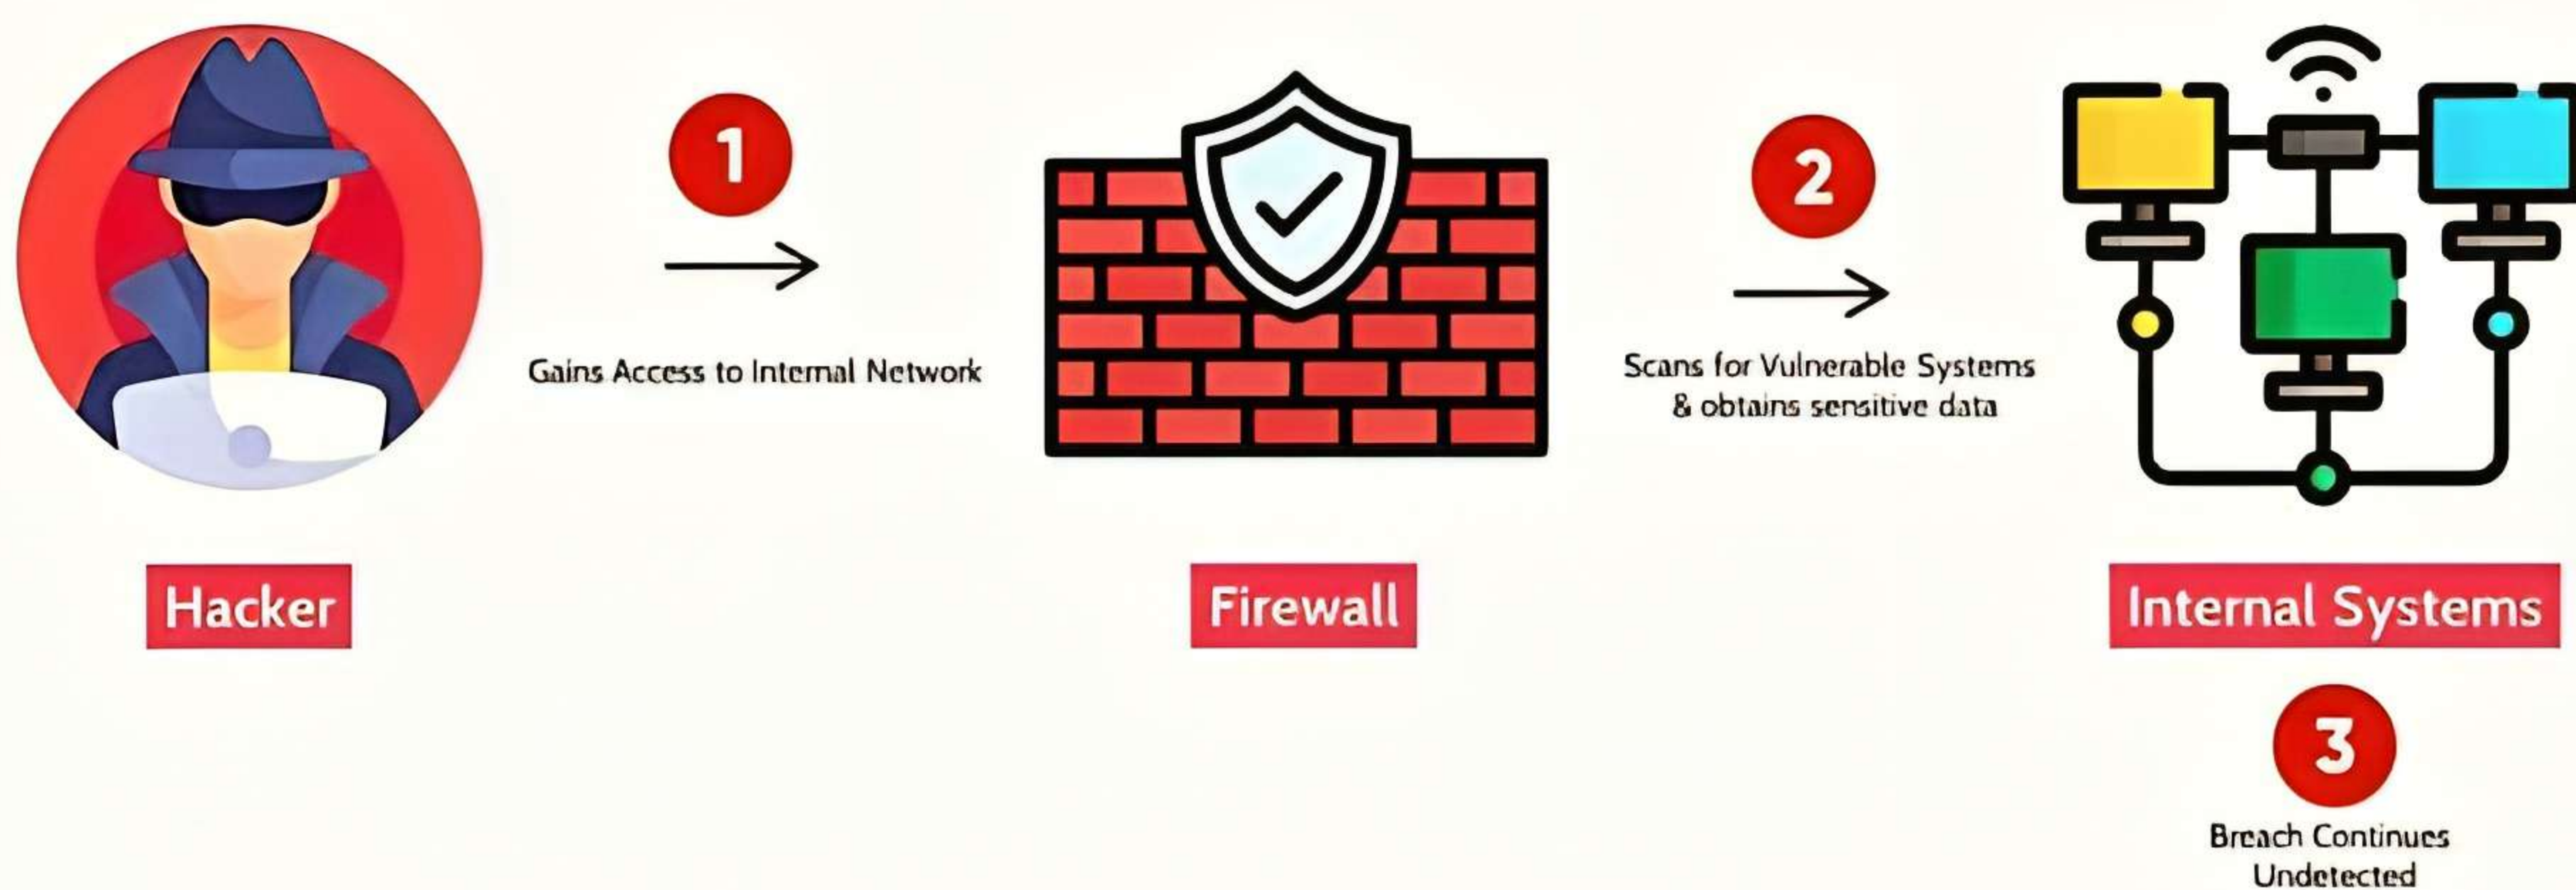 1
Gains Access to Internal Network
2
Scans for Vulnerable Systems
& obtains sensitive data
Hacker
Firewall
Internal Systems
3
Breach Continues
Undetected